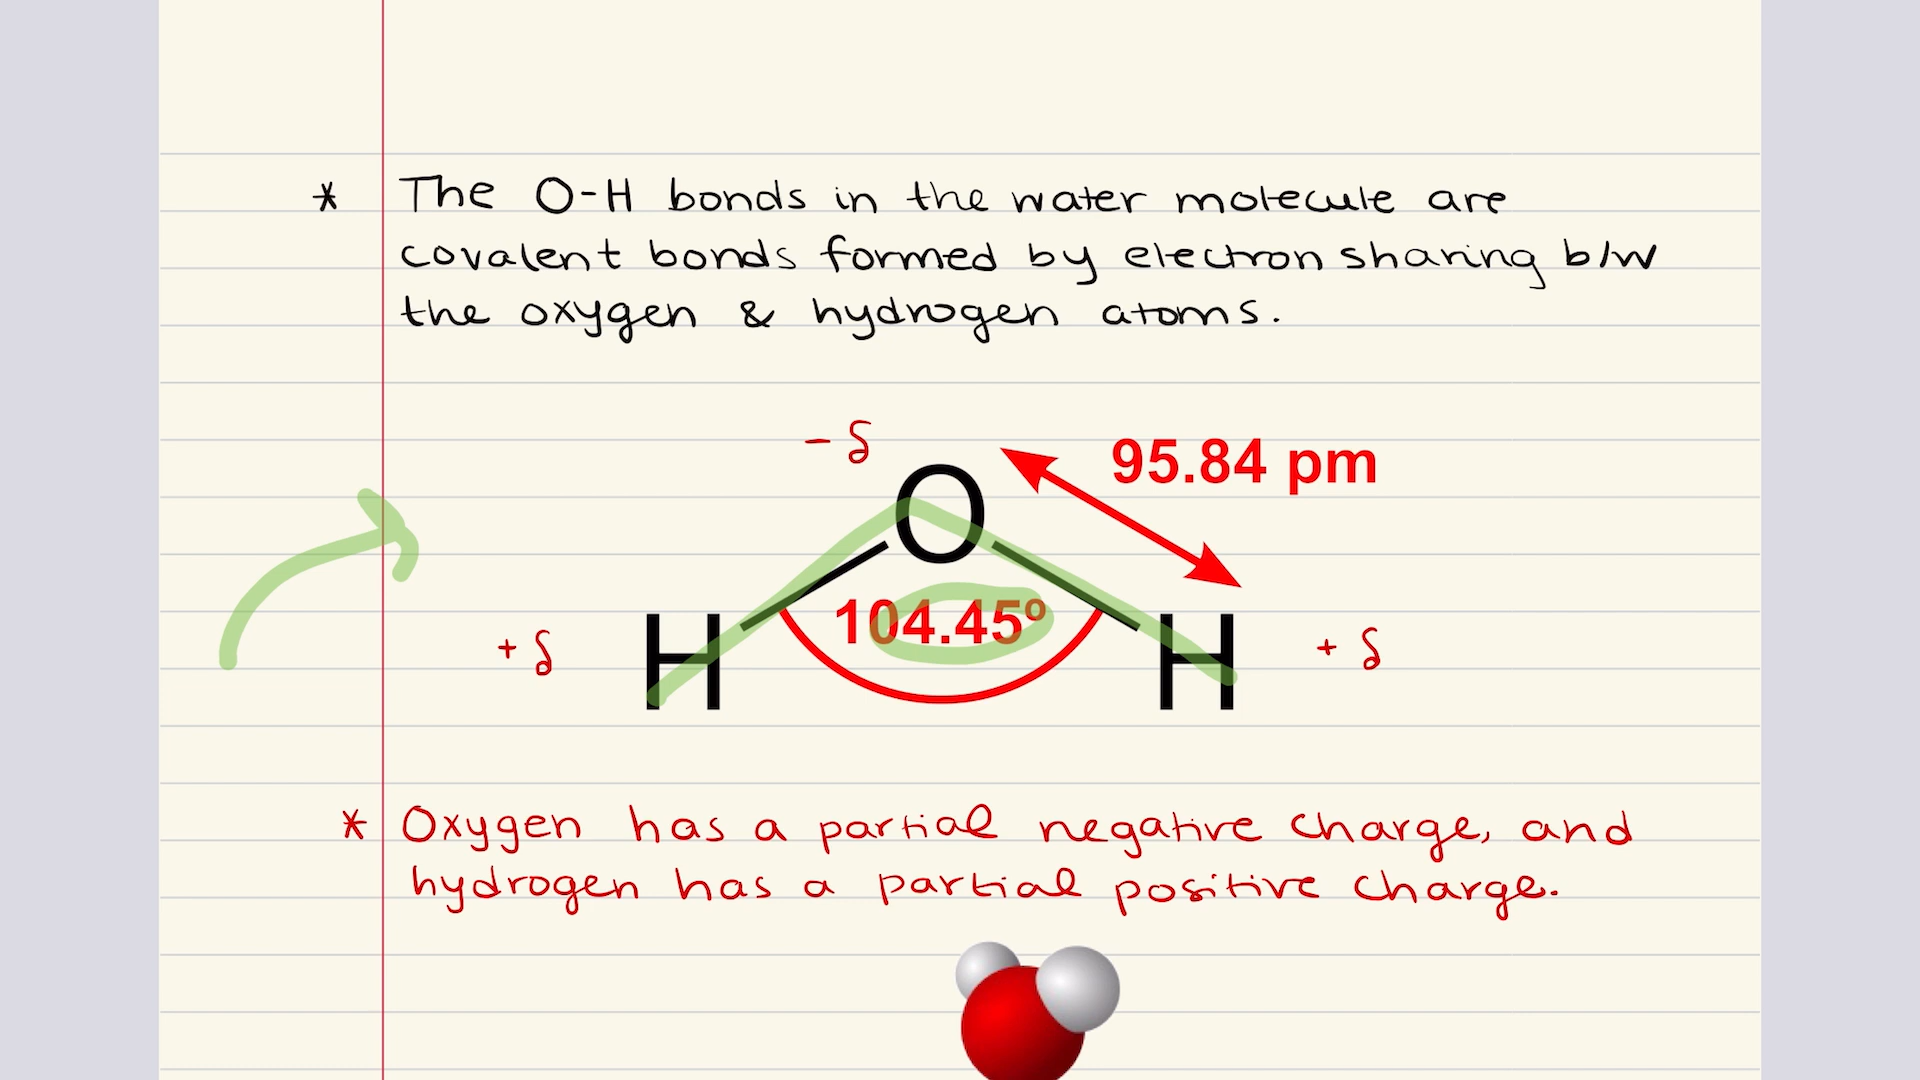 * The O-H bonds in the water molecule are
covalent bonds formed by electron sharing b/w
the oxygen & hydrogen atoms.
- δ
95.84 pm
O
104.45º
+ δ H H + δ
* Oxygen has a partial negative charge, and
hydrogen has a partial positive charge.